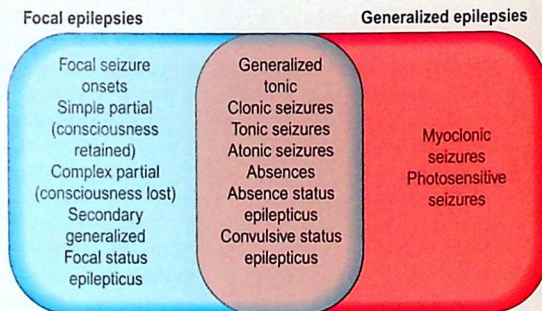 Focal epilepsies
Generalized epilepsies
Focal seizure
onsets
Simple partial
(consciousness
retained)
Complex partial
(consciousness lost)
Secondary
generalized
Focal status
epilepticus
Generalized
tonic
Clonic seizures
Tonic seizures
Atonic seizures
Absences
Absence status
epilepticus
Convulsive status
epilepticus
Myoclonic
seizures
Photosensitive
seizures